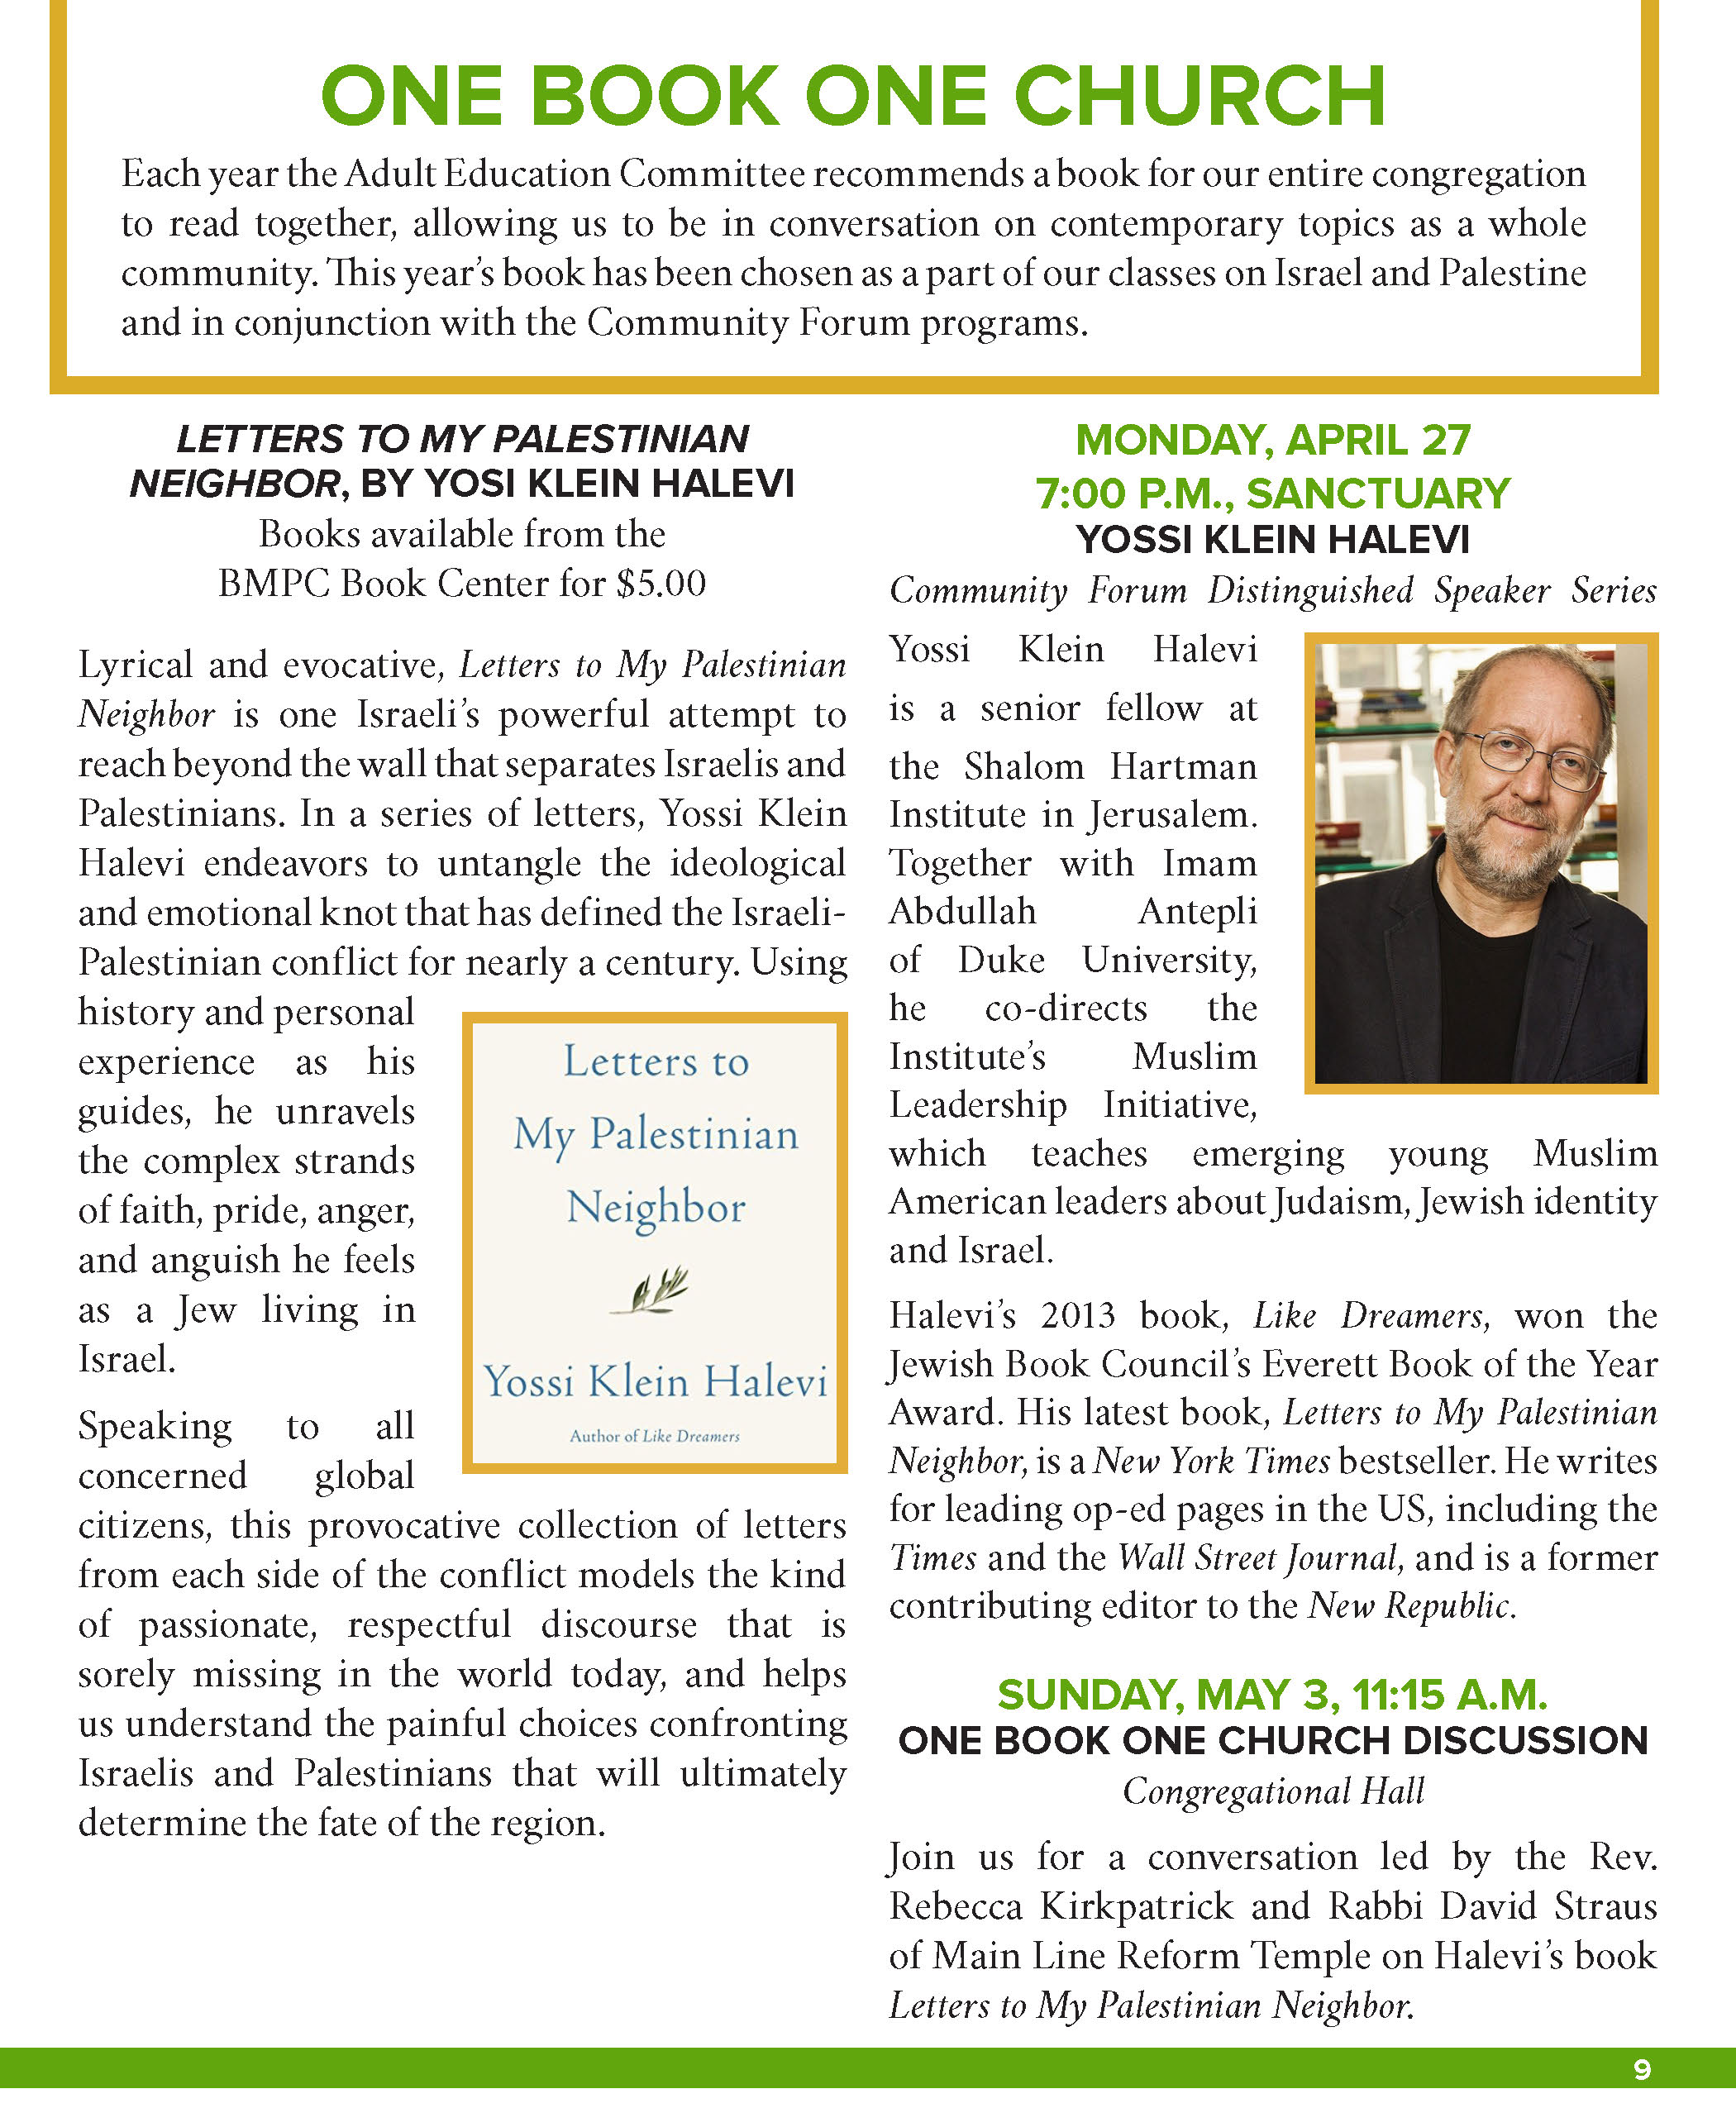 ONE BOOK ONE CHURCH
Each year the Adult Education Committee recommends a book for our entire congregation
to read together, allowing us to be in conversation on contemporary topics as a whole
community. This year’s book has been chosen as a part of our classes on Israel and Palestine
and in conjunction with the Community Forum programs.
LETTERS TO MY PALESTINIAN
NEIGHBOR, BY YOSI KLEIN HALEVI
Books available from the
BMPC Book Center for $5.00
Lyrical and evocative, Letters to My Palestinian
Neighbor is one Israeli’s powerful attempt to
reach beyond the wall that separates Israelis and
Palestinians. In a series of letters, Yossi Klein
Halevi endeavors to untangle the ideological
and emotional knot that has defined the Israeli-
Palestinian conflict for nearly a century. Using
history and personal
experience as his
guides, he unravels
the complex strands
of faith, pride, anger,
and anguish he feels
as a Jew living in
Israel.
Speaking to all
concerned global
citizens, this provocative collection of letters
from each side of the conflict models the kind
of passionate, respectful discourse that is
sorely missing in the world today, and helps
us understand the painful choices confronting
Israelis and Palestinians that will ultimately
determine the fate of the region.
Letters to
My Palestinian
Neighbor
Yossi Klein Halevi
Author of Like Dreamers
MONDAY, APRIL 27
7:00 P.M., SANCTUARY
YOSSI KLEIN HALEVI
Community Forum Distinguished Speaker Series
Yossi Klein Halevi
is a senior fellow at
the Shalom Hartman
Institute in Jerusalem.
Together with Imam
Abdullah Antepli
of Duke University,
he co-directs the
Institute’s Muslim
Leadership Initiative,
which teaches emerging young Muslim
American leaders about Judaism, Jewish identity
and Israel.
Halevi’s 2013 book, Like Dreamers, won the
Jewish Book Council’s Everett Book of the Year
Award. His latest book, Letters to My Palestinian
Neighbor, is a New York Times bestseller. He writes
for leading op-ed pages in the US, including the
Times and the Wall Street Journal, and is a former
contributing editor to the New Republic.
SUNDAY, MAY 3, 11:15 A.M.
ONE BOOK ONE CHURCH DISCUSSION
Congregational Hall
Join us for a conversation led by the Rev.
Rebecca Kirkpatrick and Rabbi David Straus
of Main Line Reform Temple on Halevi’s book
Letters to My Palestinian Neighbor.
9